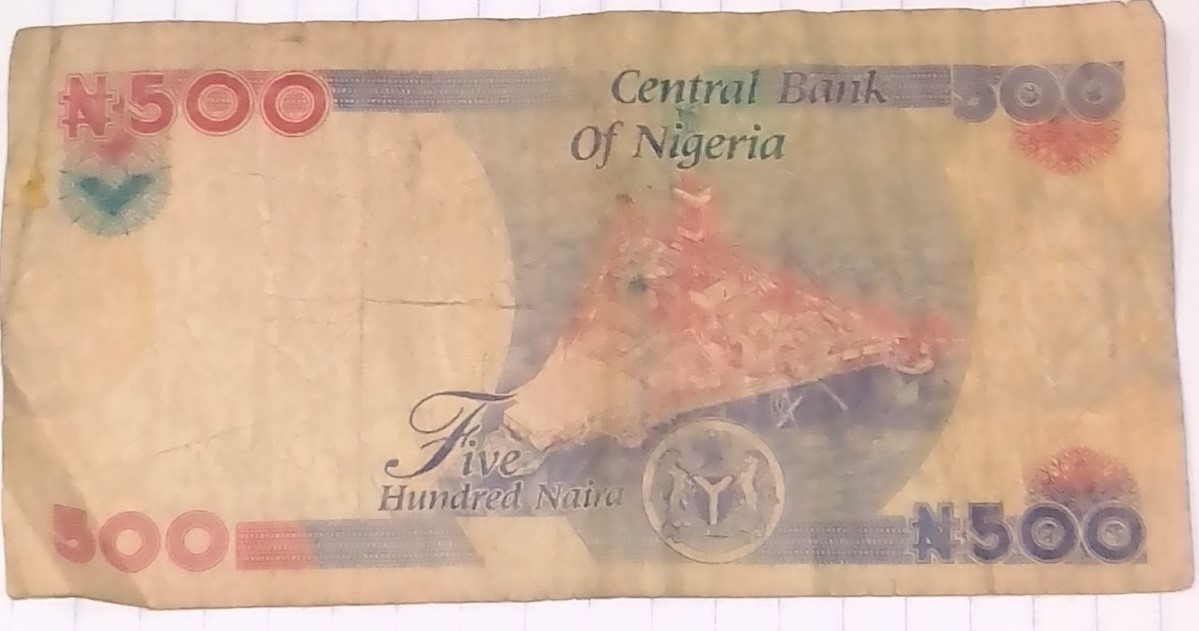 ₦500
Central Bank
Of Nigeria
500
Five
Hundred Naira
500
₦500